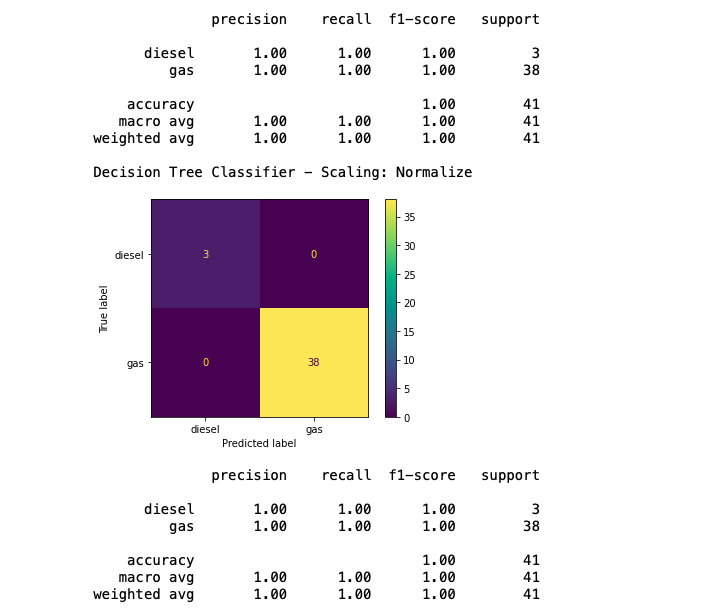 precision recall f1-score support
diesel 1.00 1.00 1.00 3
gas 1.00 1.00 1.00 38
accuracy 1.00 41
macro avg 1.00 1.00 1.00 41
weighted avg 1.00 1.00 1.00 41
Decision Tree Classifier – Scaling: Normalize
True label
diesel 3 0
gas 0 38
diesel gas
Predicted label
35
30
25
20
15
10
5
0
precision recall f1-score support
diesel 1.00 1.00 1.00 3
gas 1.00 1.00 1.00 38
accuracy 1.00 41
macro avg 1.00 1.00 1.00 41
weighted avg 1.00 1.00 1.00 41